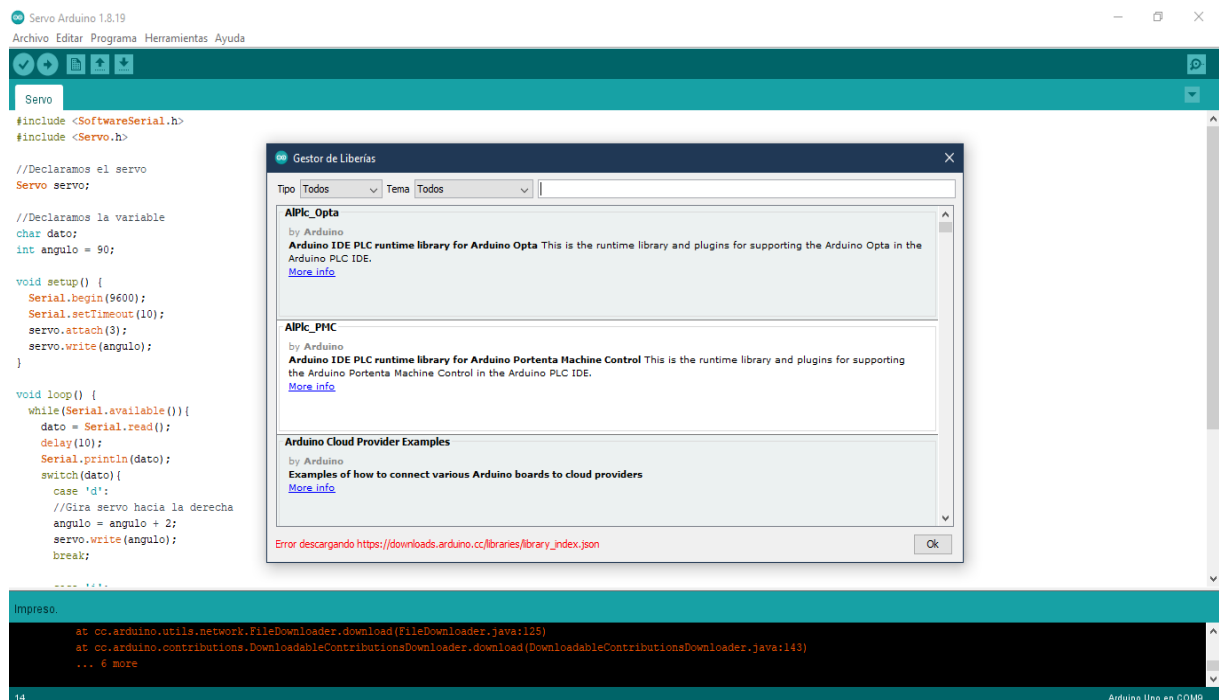 Servo Arduino 1.8.19
Archivo Editar Programa Herramientas Ayuda
Servo
#include <SoftwareSerial.h>
#include <Servo.h>
//Declaramos el servo
Servo servo;
//Declaramos la variable
char dato;
int angulo = 90;
void setup() {
Serial.begin(9600);
Serial.setTimeout(10);
servo.attach(3);
servo.write(angulo);
}
void loop() {
while(Serial.available()){
dato = Serial.read();
delay(10);
Serial.println(dato);
switch(dato){
case 'd':
//Gira servo hacia la derecha
angulo = angulo + 2;
servo.write(angulo);
break;
Gestor de Liberías
Tipo Todos Tema Todos
AlPlc_Opta
by Arduino
Arduino IDE PLC runtime library for Arduino Opta This is the runtime library and plugins for supporting the Arduino Opta in the
Arduino PLC IDE.
More info
AlPlc_PMC
by Arduino
Arduino IDE PLC runtime library for Arduino Portenta Machine Control This is the runtime library and plugins for supporting
the Arduino Portenta Machine Control in the Arduino PLC IDE.
More info
Arduino Cloud Provider Examples
by Arduino
Examples of how to connect various Arduino boards to cloud providers
More info
Error descargando https://downloads.arduino.cc/libraries/library_index.json
Ok
Impreso.
at cc.arduino.utils.network.FileDownloader.download(FileDownloader.java:125)
at cc.arduino.contributions.DownloadableContributionsDownloader.download(DownloadableContributionsDownloader.java:143)
... 6 more
14
Arduino Uno en COM9